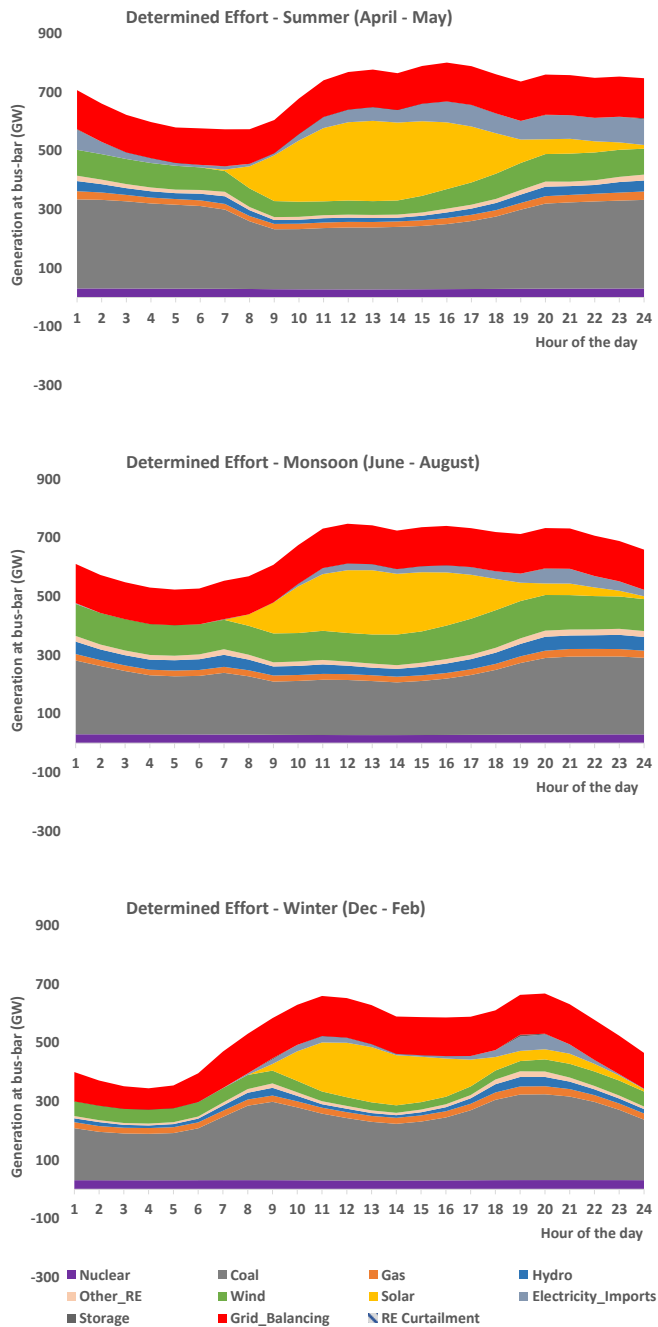 Determined Effort - Summer (April - May)
Generation at bus-bar (GW)
900
700
500
300
100
-100
-300
1 2 3 4 5 6 7 8 9 10 11 12 13 14 15 16 17 18 19 20 21 22 23 24
Hour of the day
Determined Effort - Monsoon (June - August)
Generation at bus-bar (GW)
900
700
500
300
100
-100
-300
1 2 3 4 5 6 7 8 9 10 11 12 13 14 15 16 17 18 19 20 21 22 23 24
Hour of the day
Determined Effort - Winter (Dec - Feb)
Generation at bus-bar (GW)
900
700
500
300
100
-100
-300
1 2 3 4 5 6 7 8 9 10 11 12 13 14 15 16 17 18 19 20 21 22 23 24
Hour of the day
Nuclear Coal Gas Hydro
Other_RE Wind Solar Electricity_Imports
Storage Grid_Balancing RE Curtailment